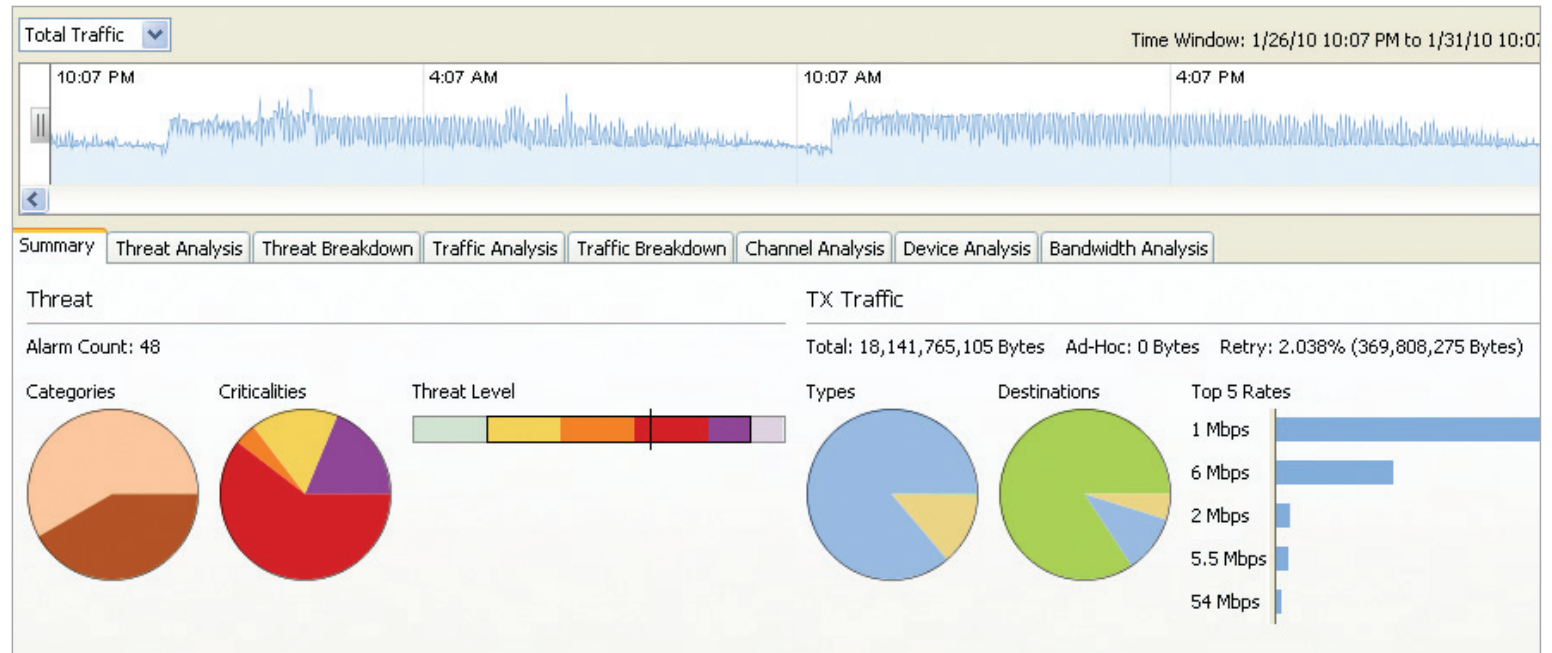 Total Traffic
Time Window: 1/26/10 10:07 PM to 1/31/10 10:07
10:07 PM 4:07 AM 10:07 AM 4:07 PM
Summary Threat Analysis Threat Breakdown Traffic Analysis Traffic Breakdown Channel Analysis Device Analysis Bandwidth Analysis
Threat
Alarm Count: 48
Categories Criticalities Threat Level
TX Traffic
Total: 18,141,765,105 Bytes Ad-Hoc: 0 Bytes Retry: 2.038% (369,808,275 Bytes)
Types Destinations Top 5 Rates
1 Mbps
6 Mbps
2 Mbps
5.5 Mbps
54 Mbps